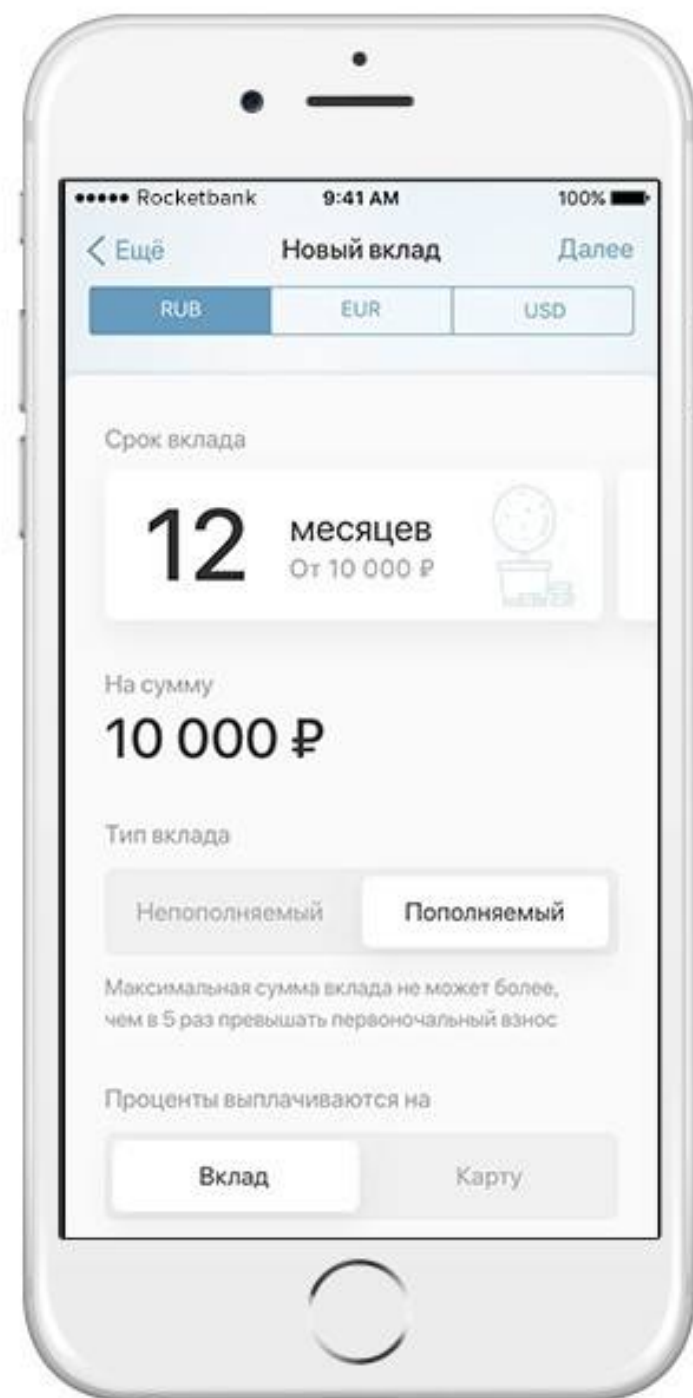 Rocketbank 9:41 AM 100%
Ещё Новый вклад Далее
RUB EUR USD
Срок вклада
12 месяцев
От 10 000 ₽
На сумму
10 000 ₽
Тип вклада
Непополняемый Пополняемый
Максимальная сумма вклада не может более,
чем в 5 раз превышать первоночальный взнос
Проценты выплачиваются на
Вклад Карту